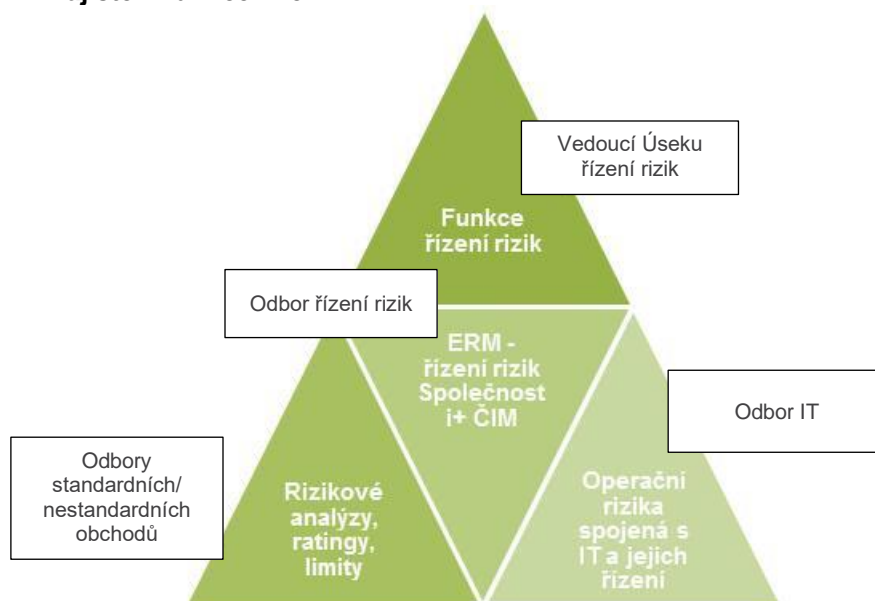 Vedoucí Úseku
řízení rizik
Funkce
řízení rizik
Odbor řízení rizik
ERM -
řízení rizik
Společnost
i+ ČIM
Odbor IT
Odbory
standardních/
nestandardních
obchodů
Rizikové
analýzy,
ratingy,
limity
Operační
rizika
spojená s
IT a jejich
řízení